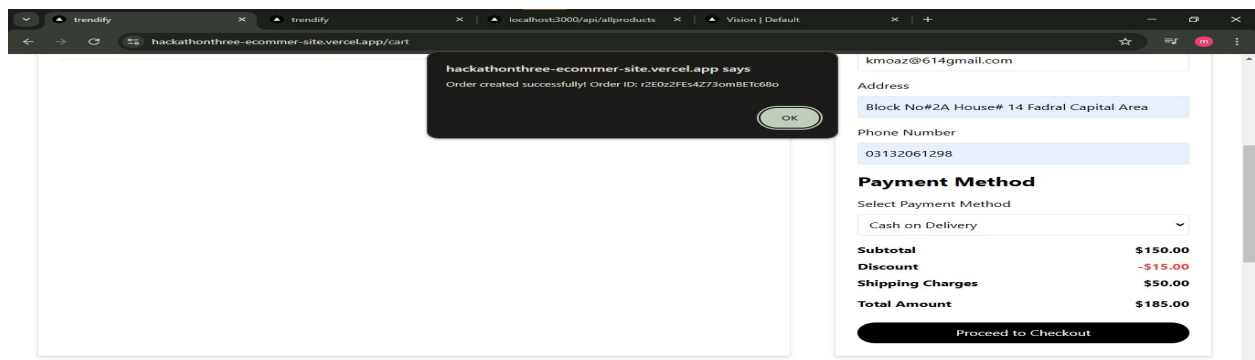 trendify
trendify
localhost:3000/api/allproducts
Vision | Default
hackathonthree-ecommer-site.vercel.app/cart
m
hackathonthree-ecommer-site.vercel.app says
Order created successfully! Order ID: r2E0z2FEs4Z73omBETc68o
OK
kmoaz@614gmail.com
Address
Block No#2A House# 14 Fadral Capital Area
Phone Number
03132061298
Payment Method
Select Payment Method
Cash on Delivery
Subtotal $150.00
Discount -$15.00
Shipping Charges $50.00
Total Amount $185.00
Proceed to Checkout